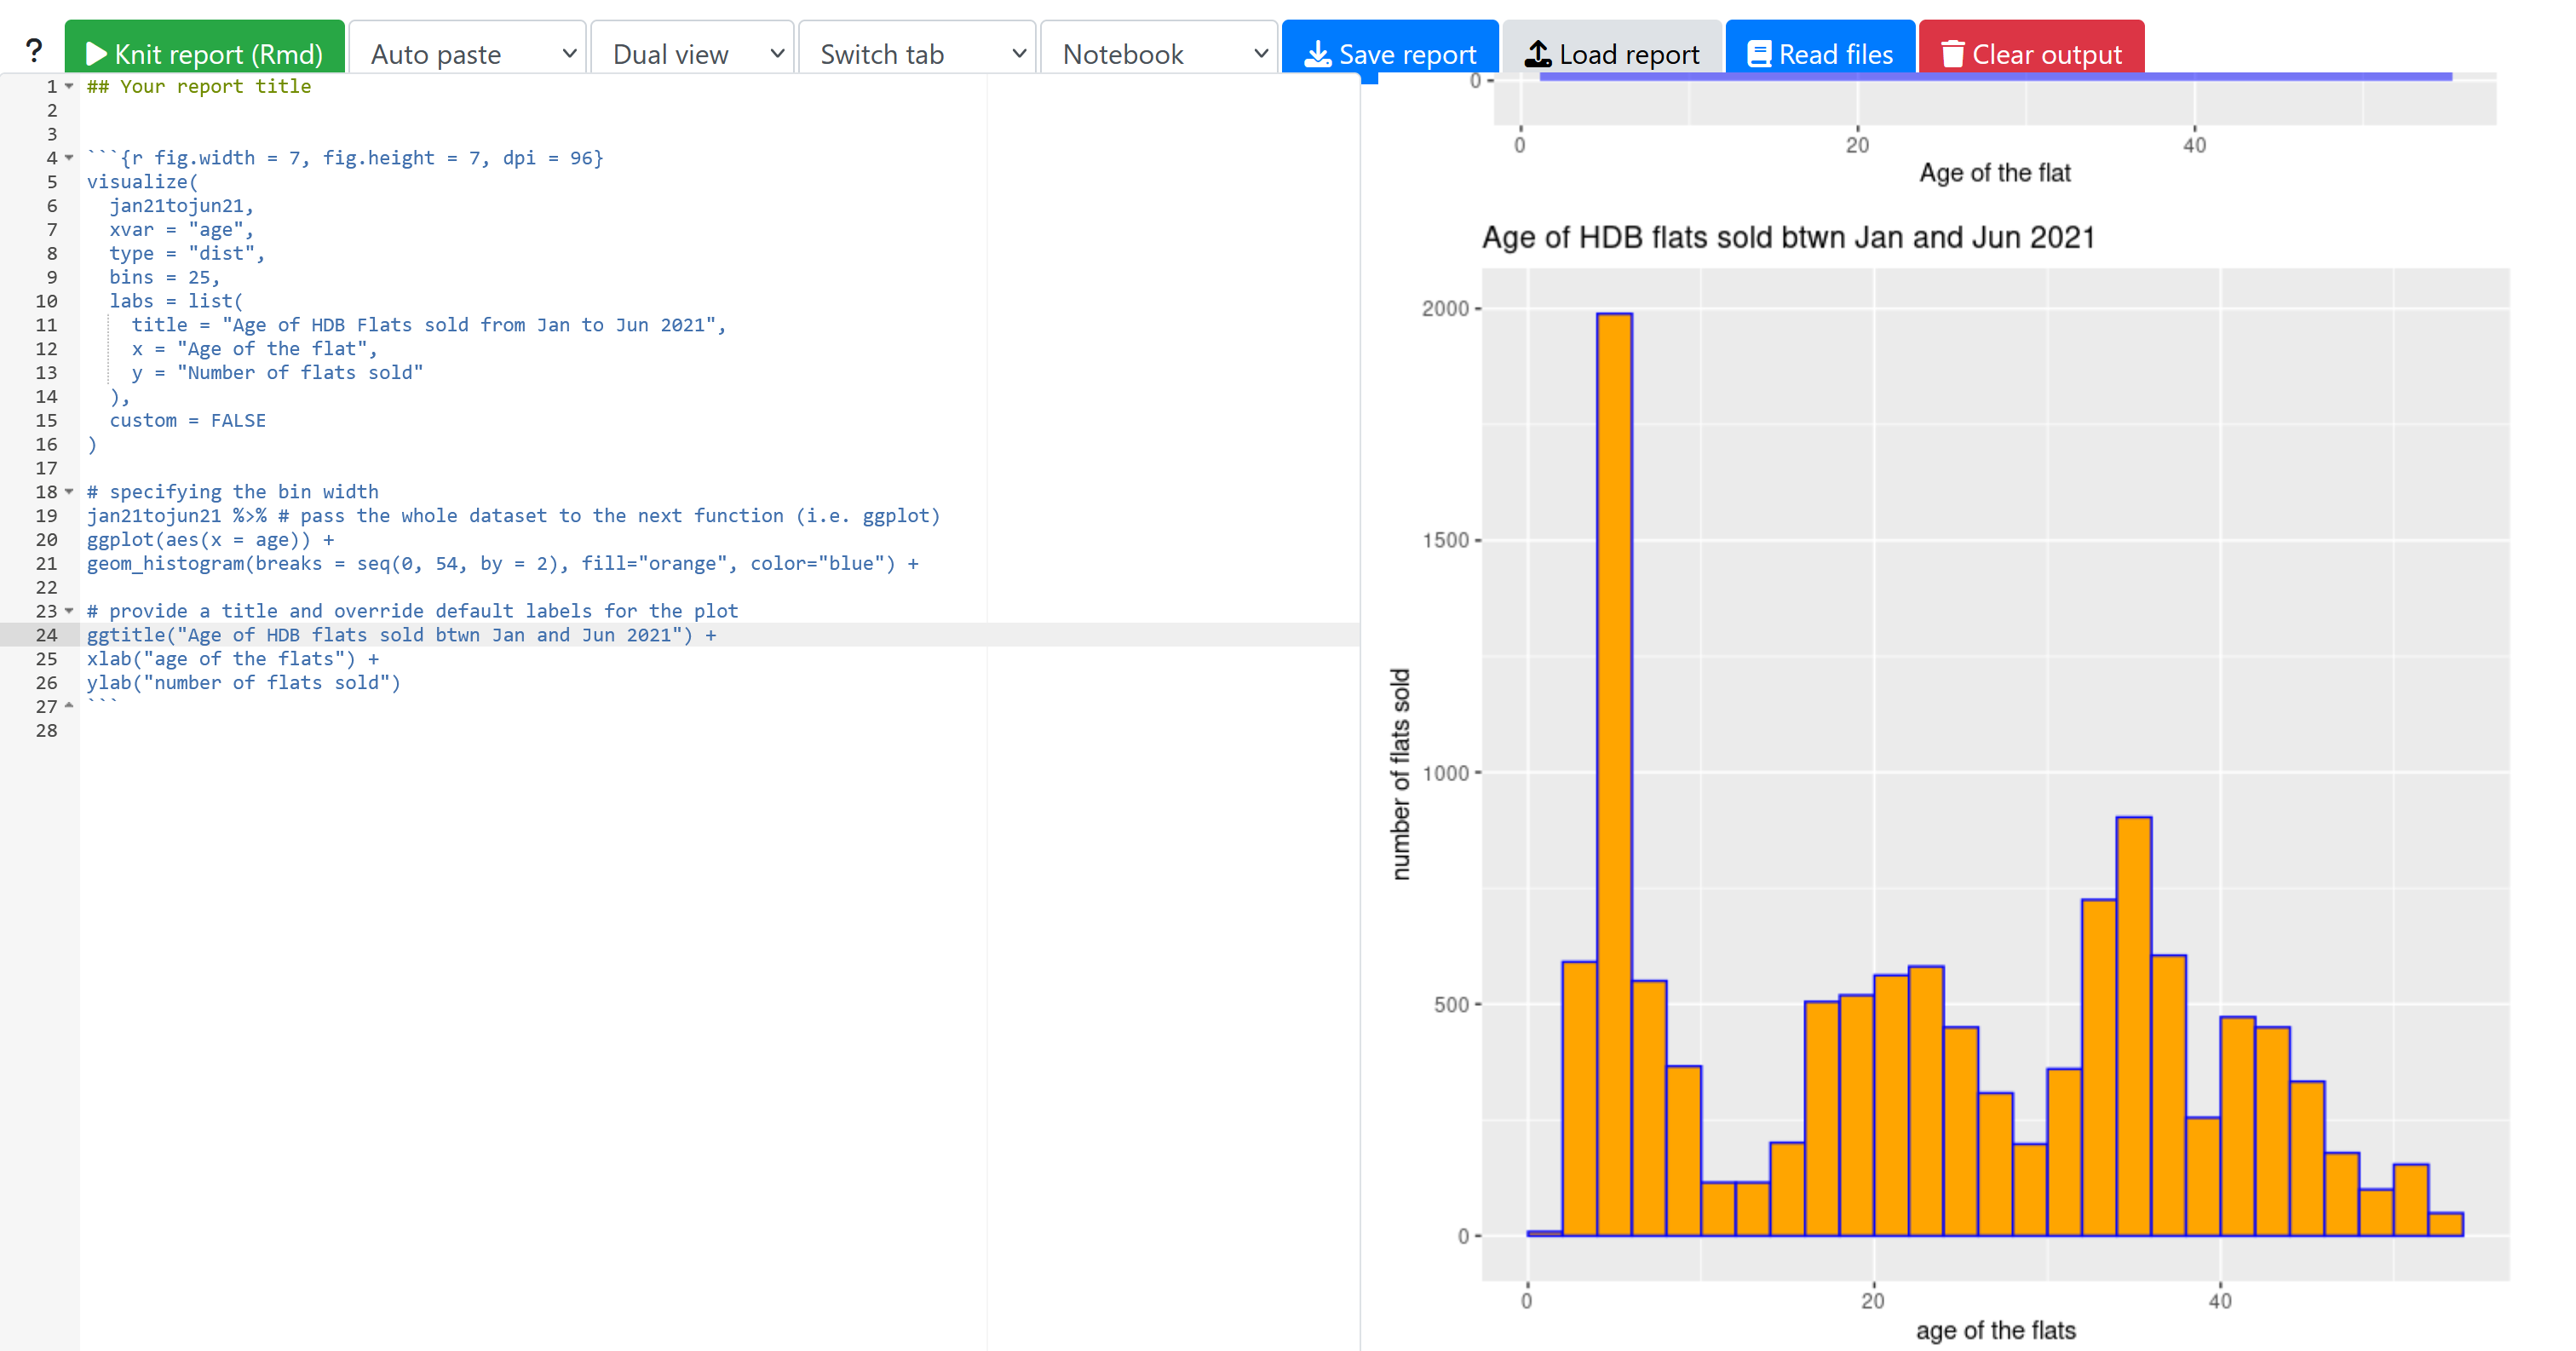 ? Knit report (Rmd) Auto paste Dual view Switch tab Notebook Save report Load report Read files Clear output
1 ## Your report title
2
3
4 ```{r fig.width = 7, fig.height = 7, dpi = 96}
5 visualize(
6   jan21tojun21,
7   xvar = "age",
8   type = "dist",
9   bins = 25,
10   labs = list(
11     title = "Age of HDB Flats sold from Jan to Jun 2021",
12     x = "Age of the flat",
13     y = "Number of flats sold"
14   ),
15   custom = FALSE
16 )
17
18 # specifying the bin width
19 jan21tojun21 %>% # pass the whole dataset to the next function (i.e. ggplot)
20 ggplot(aes(x = age)) +
21 geom_histogram(breaks = seq(0, 54, by = 2), fill="orange", color="blue") +
22
23 # provide a title and override default labels for the plot
24 ggtitle("Age of HDB flats sold btwn Jan and Jun 2021") +
25 xlab("age of the flats") +
26 ylab("number of flats sold")
27 ```
28
0
0 20 40
Age of the flat
Age of HDB flats sold btwn Jan and Jun 2021
2000
1500
1000
500
0
number of flats sold
0 20 40
age of the flats